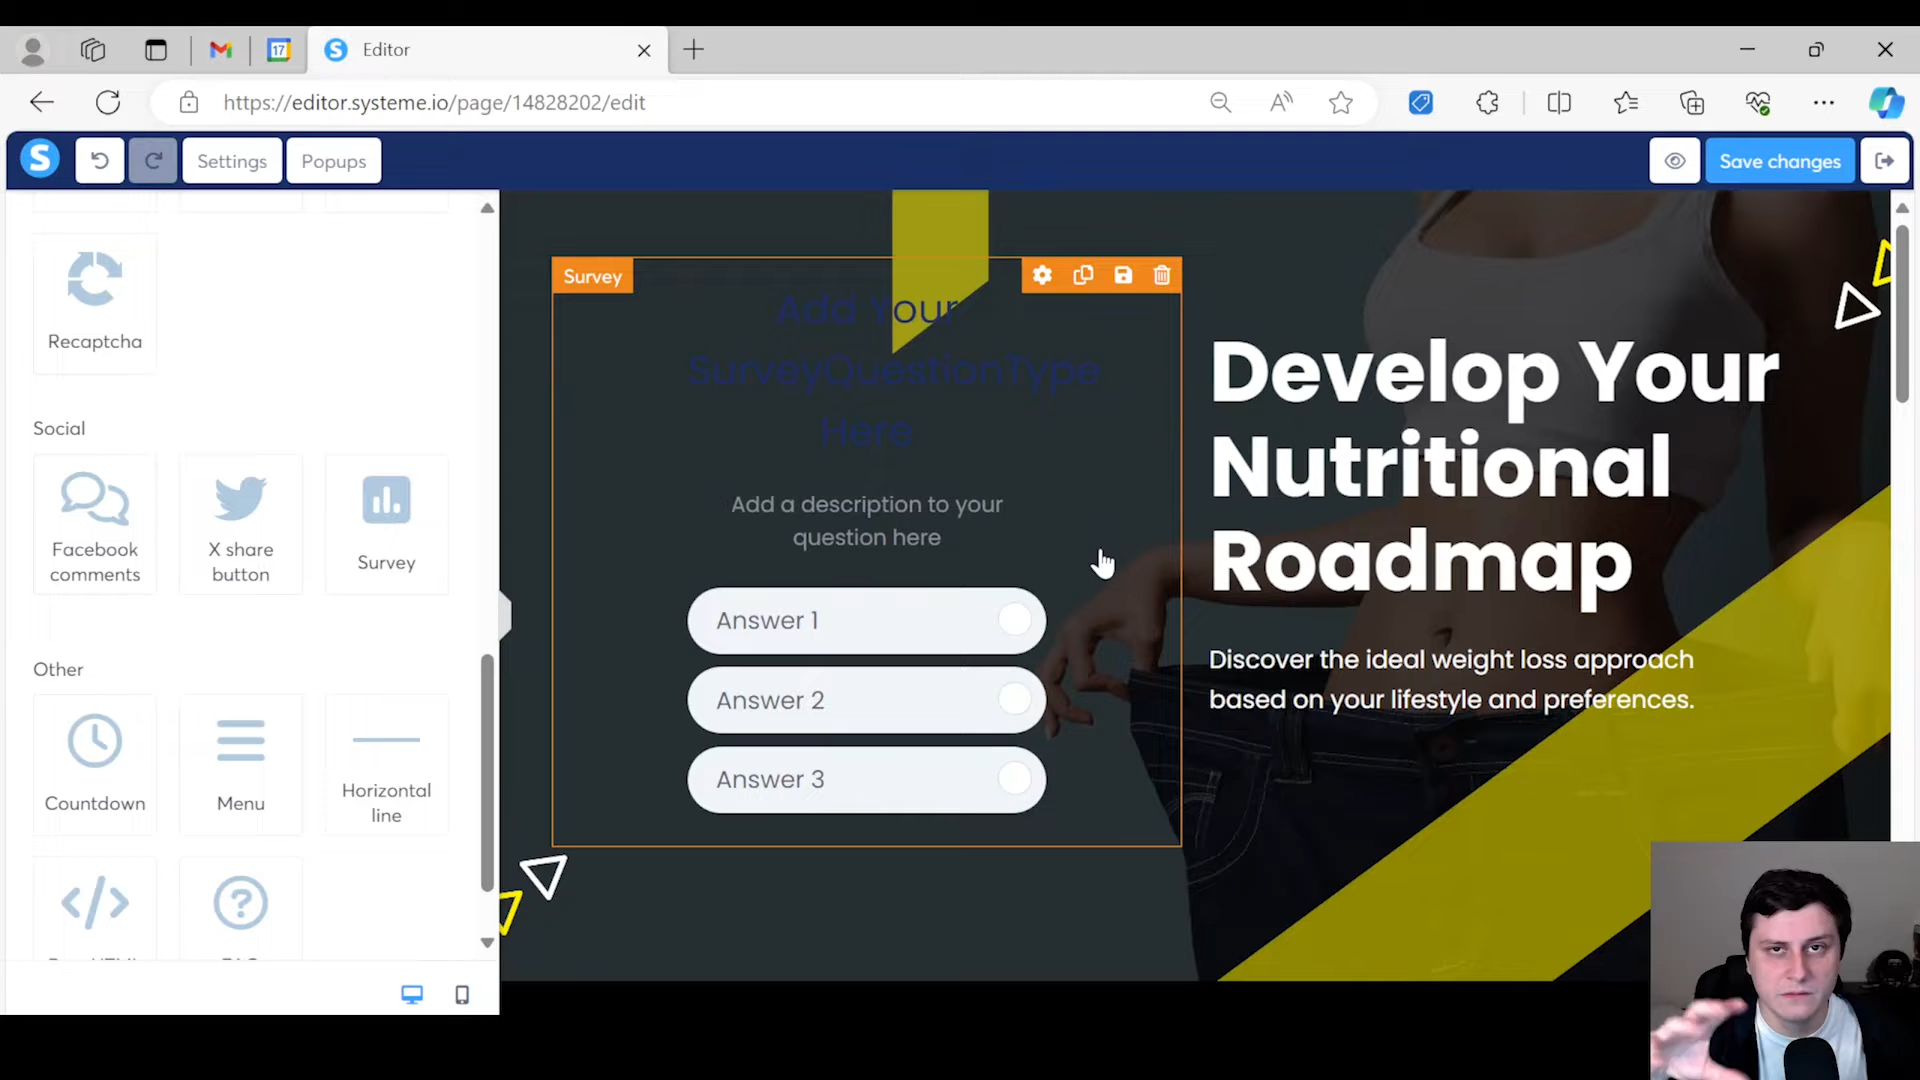 17
Editor
https://editor.systeme.io/page/14828202/edit
S
Settings
Popups
Save changes
Recaptcha
Social
Facebook
comments
X share
button
Survey
Other
Countdown
Menu
Horizontal
line
Survey
Add Your
SurveyQuestionType
Here
Add a description to your
question here
Answer 1
Answer 2
Answer 3
Develop Your
Nutritional
Roadmap
Discover the ideal weight loss approach
based on your lifestyle and preferences.